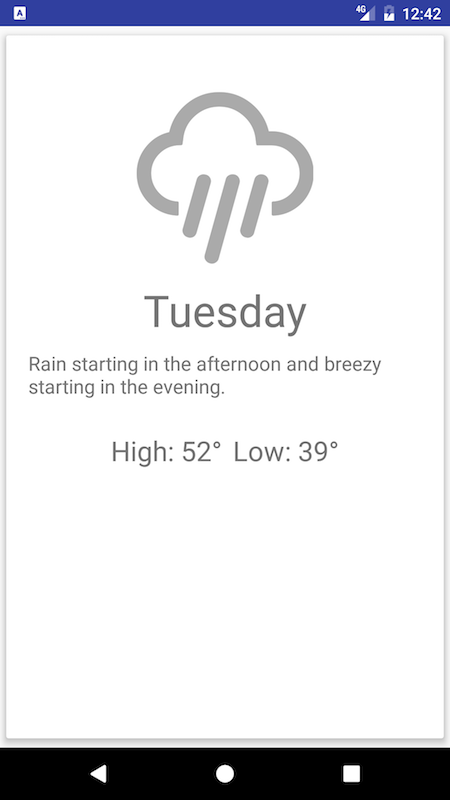 A
4G
12:42
Tuesday
Rain starting in the afternoon and breezy
starting in the evening.
High: 52° Low: 39°